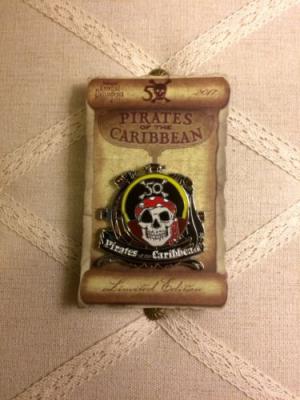 50
2017
PIRATES
OF THE
CARIBBEAN
50
Pirates of the Caribbean
Limited Edition